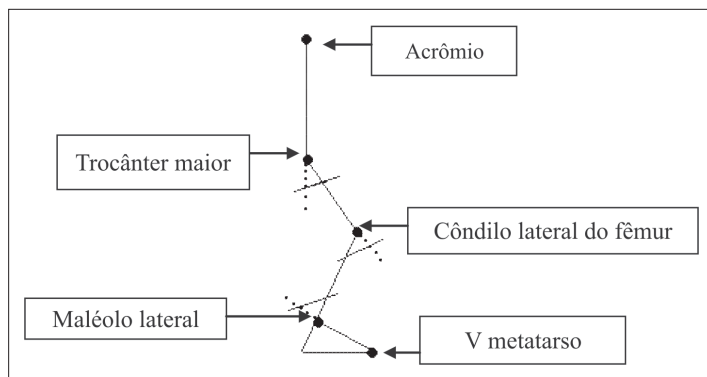 Acrômio
Trocânter maior
Côndilo lateral do fêmur
Maléolo lateral
V metatarso